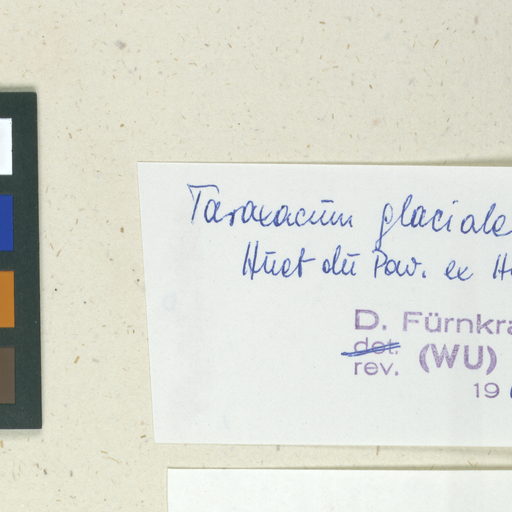 Taraxacum glaciale
Huet du Pav. ex H
D. Fürnkra
det.
rev. (WU)
19